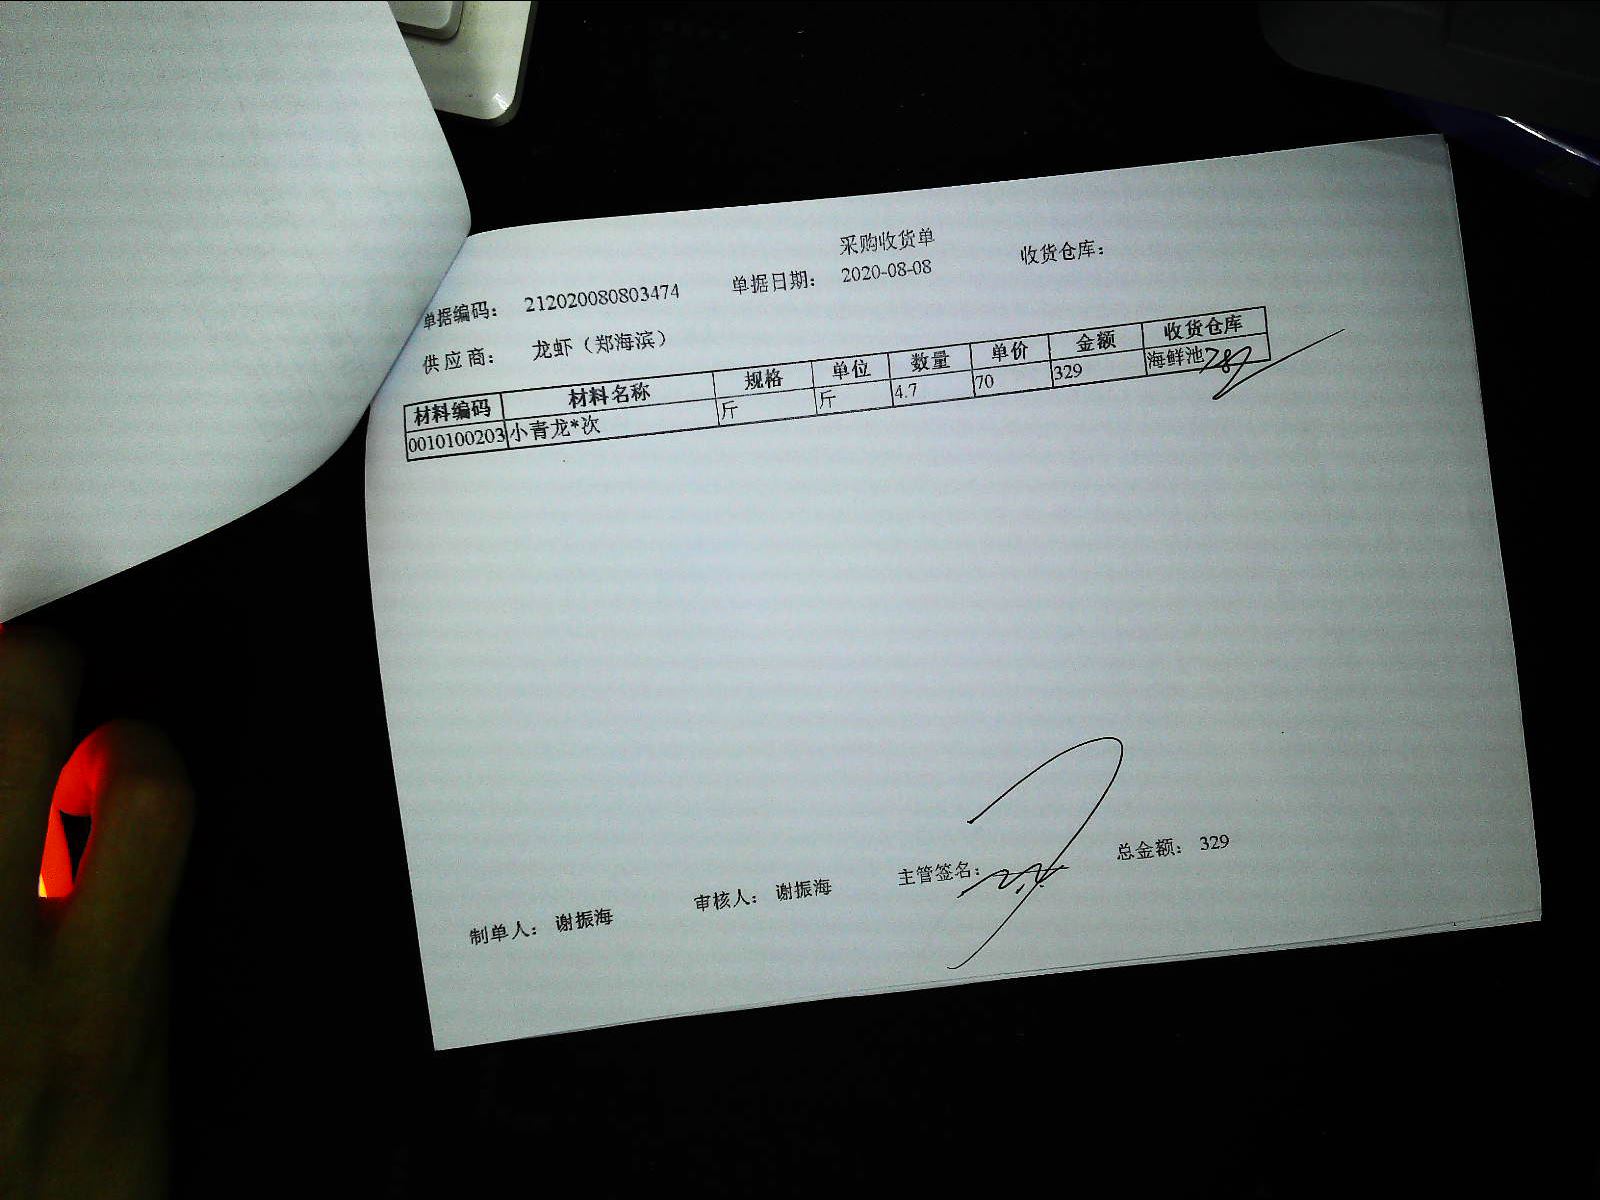 采购收货单
单据编码： 212020080803474 单据日期： 2020-08-08 收货仓库：
供应商： 龙虾（郑海滨）
材料编码 材料名称 规格 单位 数量 单价 金额 收货仓库
0010100203 小青龙*次 斤 斤 4.7 70 329 海鲜池
制单人： 谢振海 审核人： 谢振海 主管签名： 总金额： 329